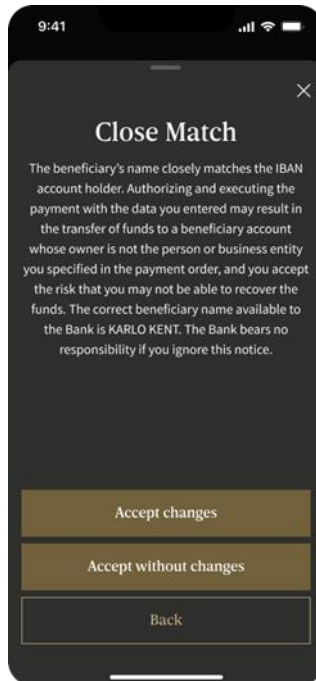 9:41
Close Match
The beneficiary's name closely matches the IBAN
account holder. Authorizing and executing the
payment with the data you entered may result in
the transfer of funds to a beneficiary account
whose owner is not the person or business entity
you specified in the payment order, and you accept
the risk that you may not be able to recover the
funds. The correct beneficiary name available to
the Bank is KARLO KENT. The Bank bears no
responsibility if you ignore this notice.
Accept changes
Accept without changes
Back